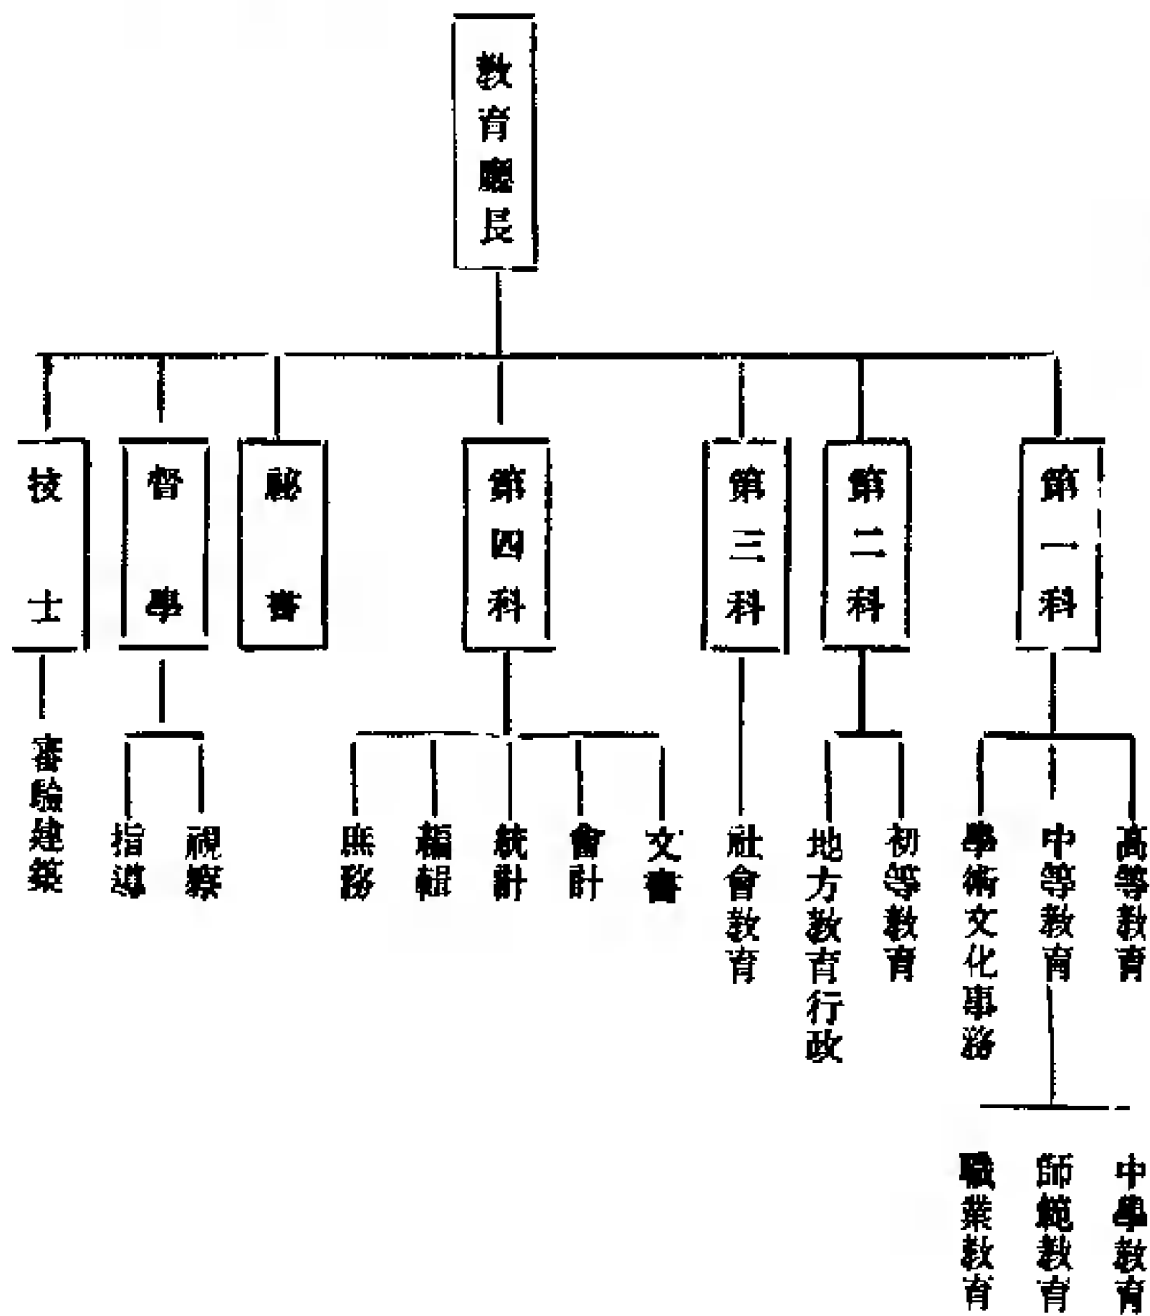 教育廳長
第一科
第二科
第三科
第四科
祕書
督學
技士
高等教育
中等教育
學術文化事務
初等教育
地方教育行政
社會教育
文書
會計
統計
編輯
庶務
視察
指導
審驗建築
中學教育
師範教育
職業教育